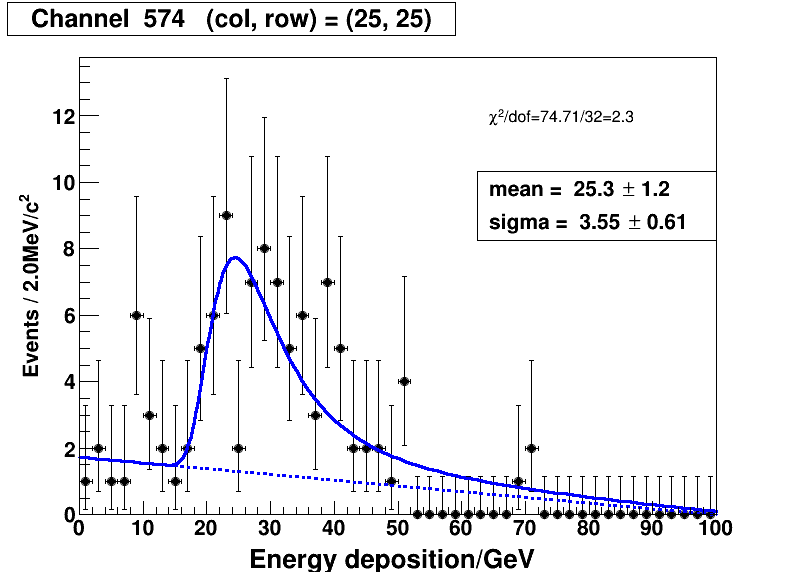 Channel 574 (col, row) = (25, 25)
χ²/dof=74.71/32=2.3
mean = 25.3 ± 1.2
sigma = 3.55 ± 0.61
Events / 2.0MeV/c²
12
10
8
6
4
2
0
0 10 20 30 40 50 60 70 80 90 100
Energy deposition/GeV